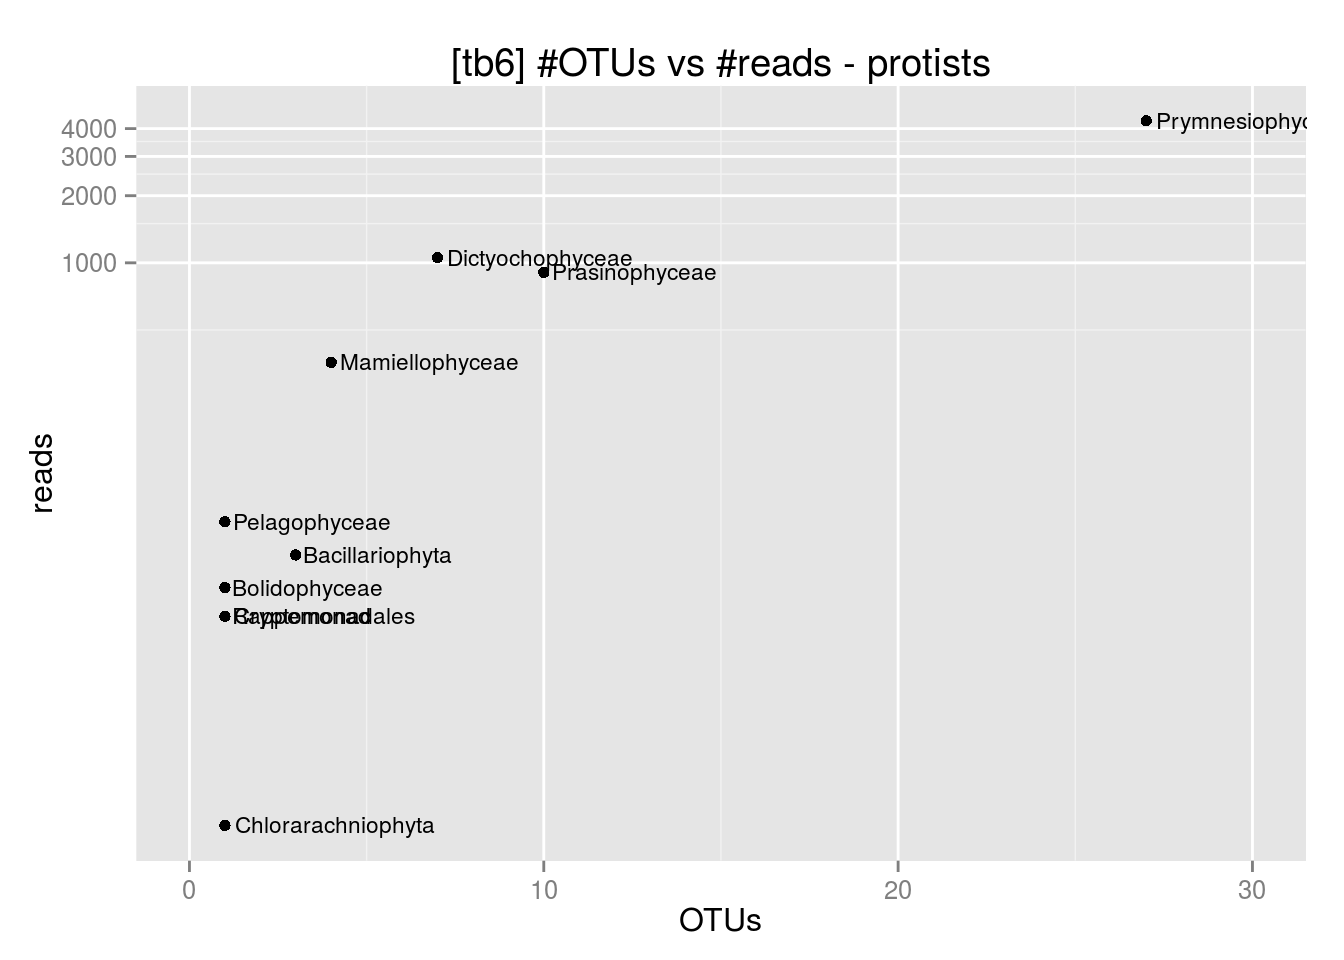 [tb6] #OTUs vs #reads - protists
4000
3000
2000
1000
reads
Prymnesiophyc
Dictyochophyceae
Prasinophyceae
Mamiellophyceae
Pelagophyceae
Bacillariophyta
Bolidophyceae
Cryptomonadales
Chlorarachniophyta
0 10 20 30
OTUs